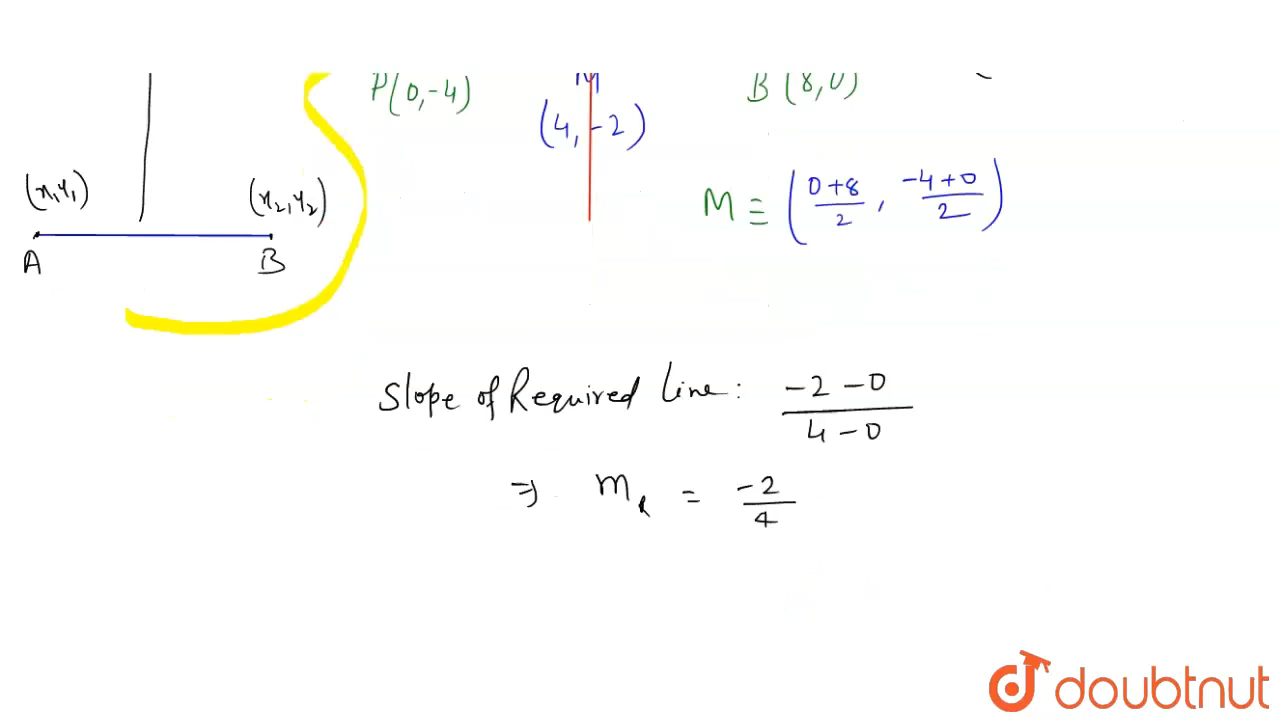 P(0,-4) M B (8,0)
(4,-2)
(x₁,y₁) (x₂,y₂)
M ≡ (0+8/2, -4+0/2)
A B
Slope of Required Line: -2-0/4-0
⇒ m_R = -2/4
doubtnut